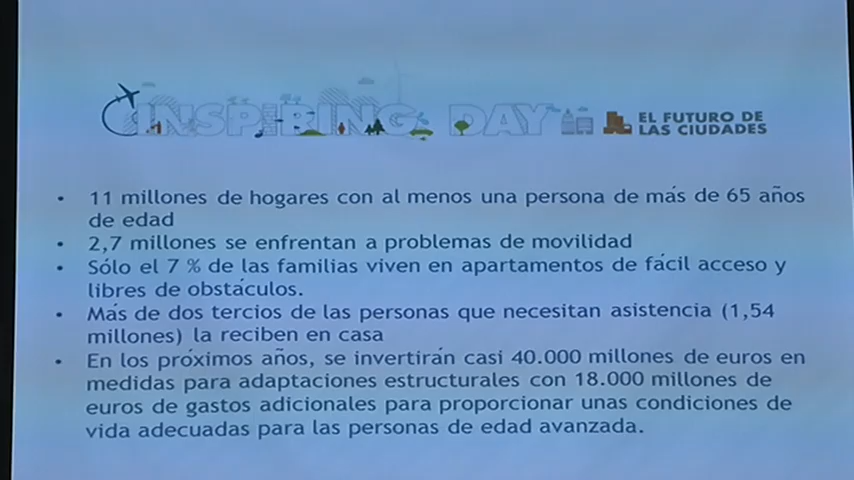 INSPIRING DAY
EL FUTURO DE
LAS CIUDADES
• 11 millones de hogares con al menos una persona de más de 65 años
de edad
• 2,7 millones se enfrentan a problemas de movilidad
• Sólo el 7 % de las familias viven en apartamentos de fácil acceso y
libres de obstáculos.
• Más de dos tercios de las personas que necesitan asistencia (1,54
millones) la reciben en casa
• En los próximos años, se invertirán casi 40.000 millones de euros en
medidas para adaptaciones estructurales con 18.000 millones de
euros de gastos adicionales para proporcionar unas condiciones de
vida adecuadas para las personas de edad avanzada.